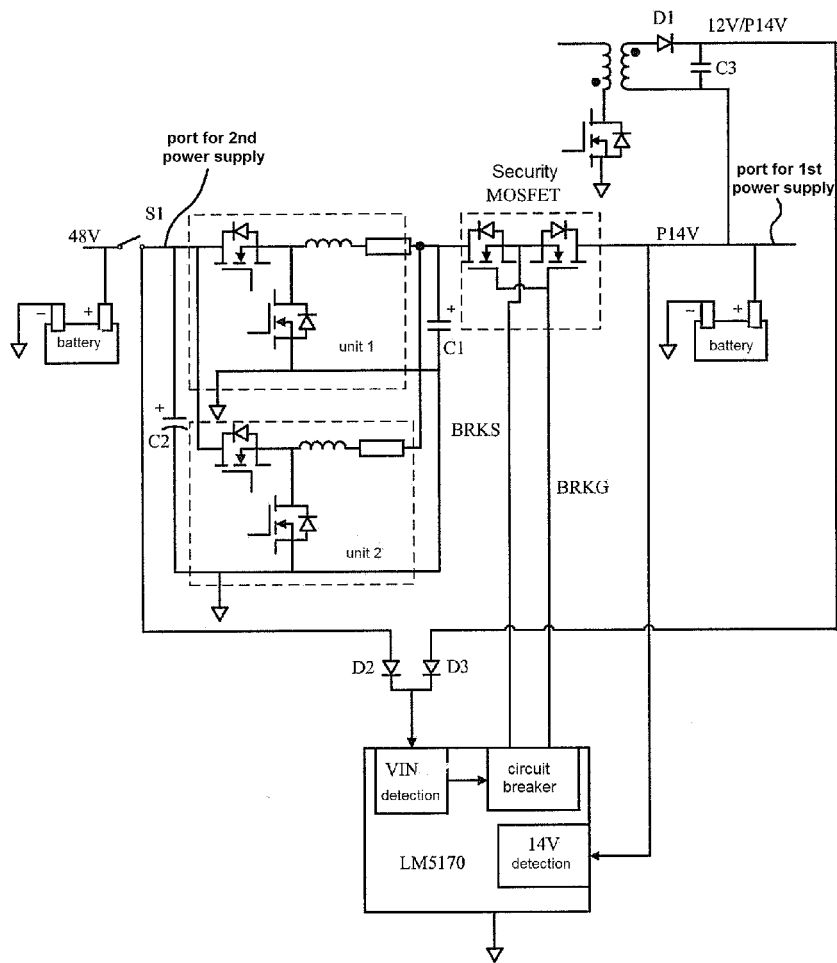 D1
12V/P14V
C3
port for 2nd
power supply
Security
MOSFET
port for 1st
power supply
S1
48V
P14V
− +
battery
unit 1
+
C1
− +
battery
+
C2
BRKS
BRKG
unit 2
D2
D3
VIN
detection
circuit
breaker
14V
detection
LM5170